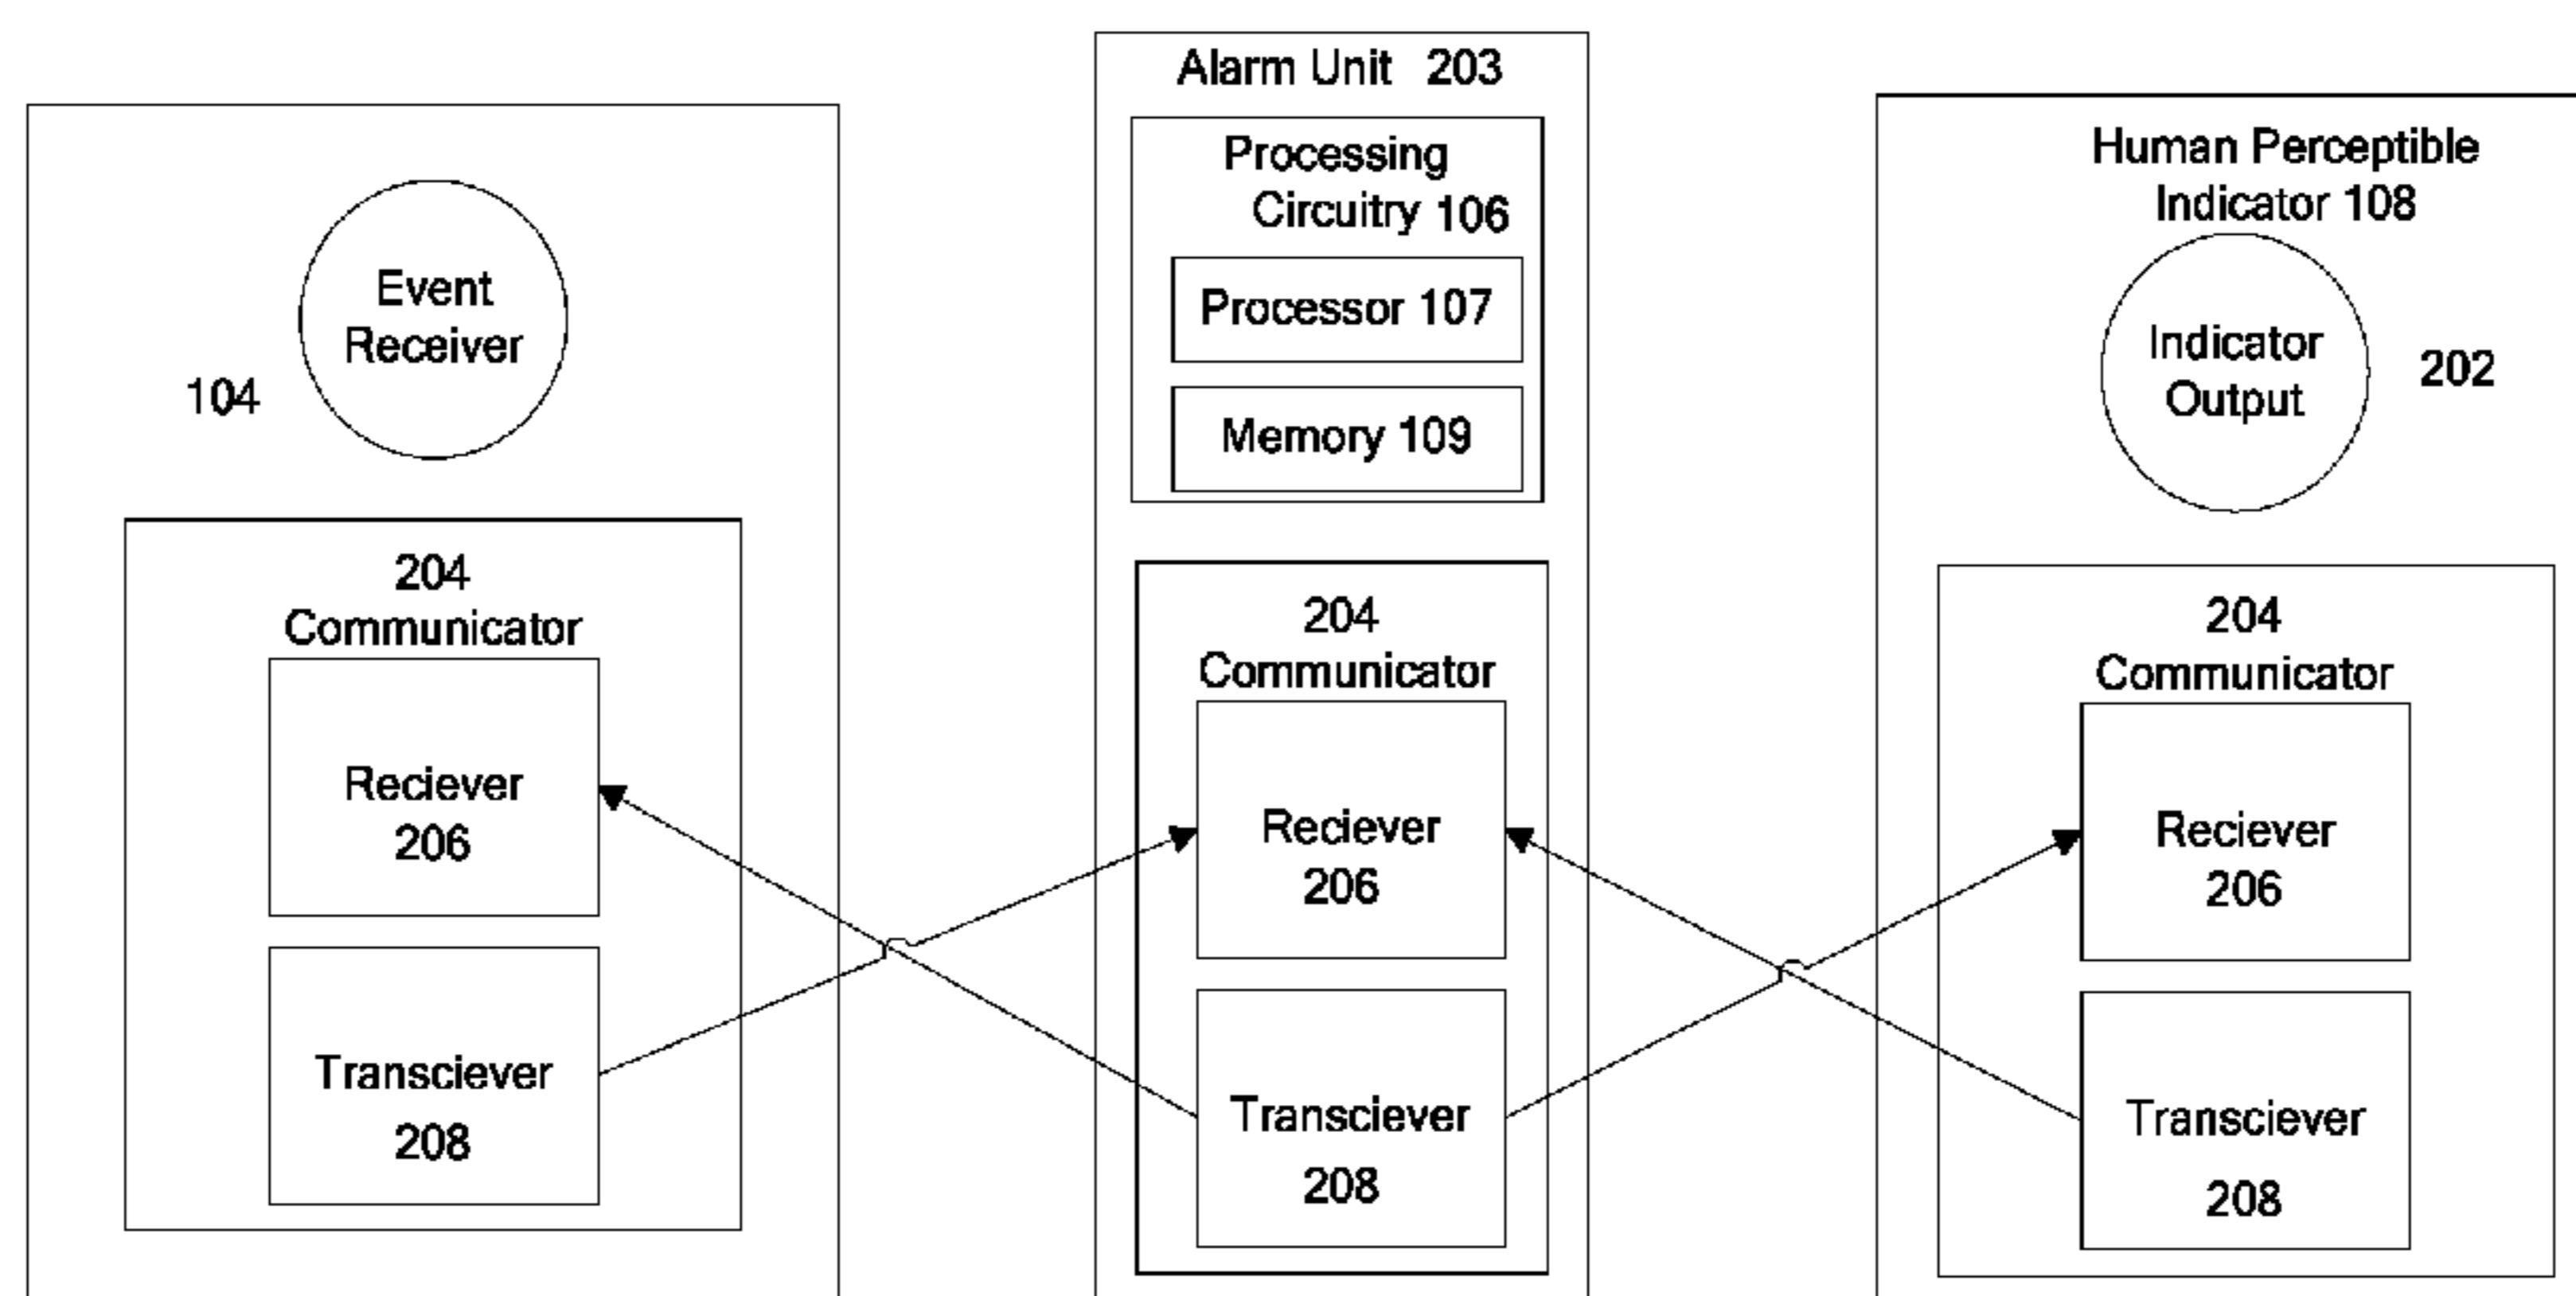 Event
Receiver
104
204
Communicator
Reciever
206
Transciever
208
Alarm Unit 203
Processing
Circuitry 106
Processor 107
Memory 109
204
Communicator
Reciever
206
Transciever
208
Human Perceptible
Indicator 108
Indicator
Output
202
204
Communicator
Reciever
206
Transciever
208